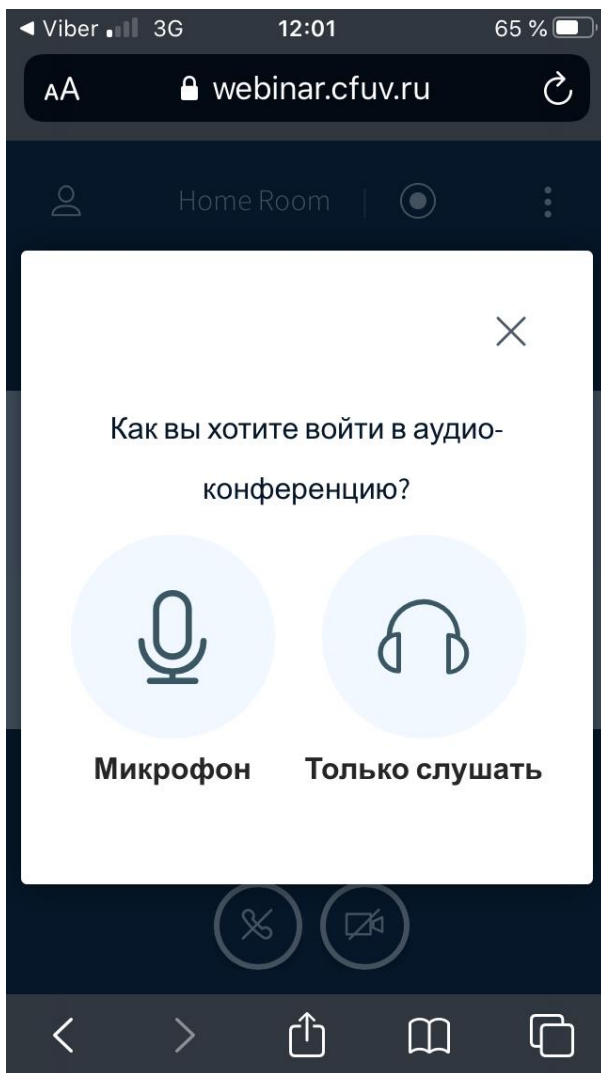 Viber 3G 12:01 65 %
AA webinar.cfuv.ru
Home Room
Как вы хотите войти в аудио-
конференцию?
Микрофон Только слушать